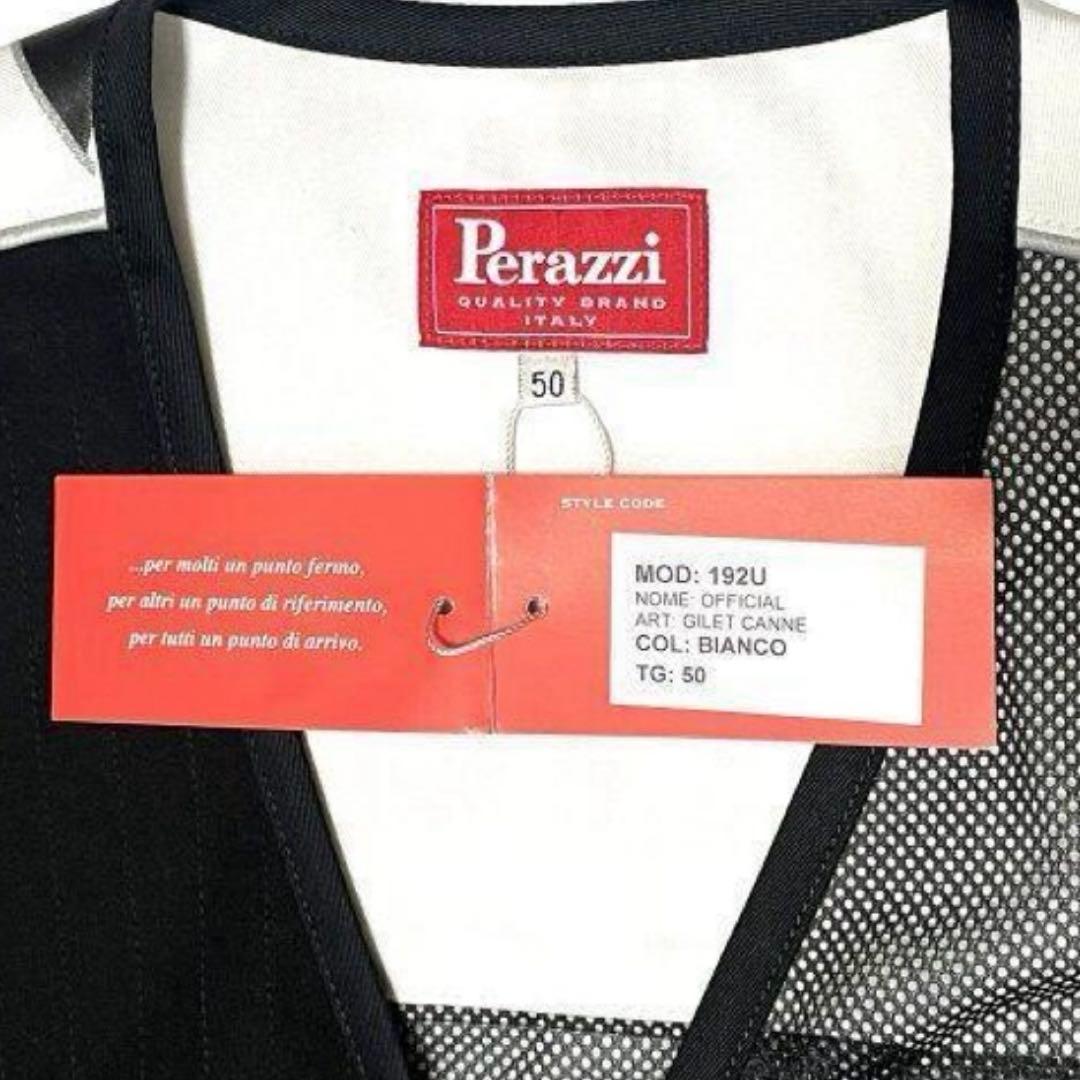 Perazzi
QUALITY BRAND
ITALY
50
STYLE CODE
...per molti un punto fermo,
per altri un punto di riferimento,
per tutti un punto di arrivo.
MOD: 192U
NOME: OFFICIAL
ART: GILET CANNE
COL: BIANCO
TG: 50